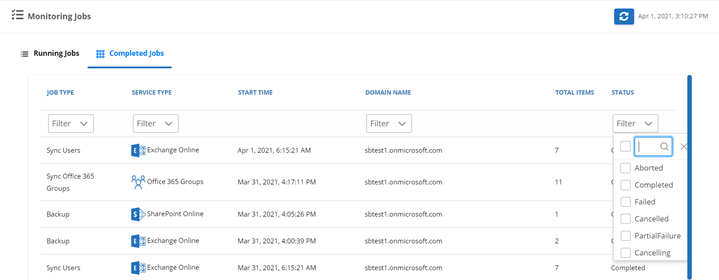 Monitoring Jobs
Apr 1, 2021, 3:10:27 PM
Running Jobs
Completed Jobs
JOB TYPE SERVICE TYPE START TIME DOMAIN NAME TOTAL ITEMS STATUS
Filter Filter Filter Filter
Sync Users Exchange Online Apr 1, 2021, 6:15:21 AM sbtest1.onmicrosoft.com 7
Sync Office 365 Groups Office 365 Groups Mar 31, 2021, 4:17:11 PM sbtest1.onmicrosoft.com 11
Backup SharePoint Online Mar 31, 2021, 4:05:26 PM sbtest1.onmicrosoft.com 1
Backup Exchange Online Mar 31, 2021, 4:00:39 PM sbtest1.onmicrosoft.com 2
Sync Users Exchange Online Mar 31, 2021, 6:15:21 AM sbtest1.onmicrosoft.com 7 Completed
Aborted
Completed
Failed
Cancelled
PartialFailure
Cancelling